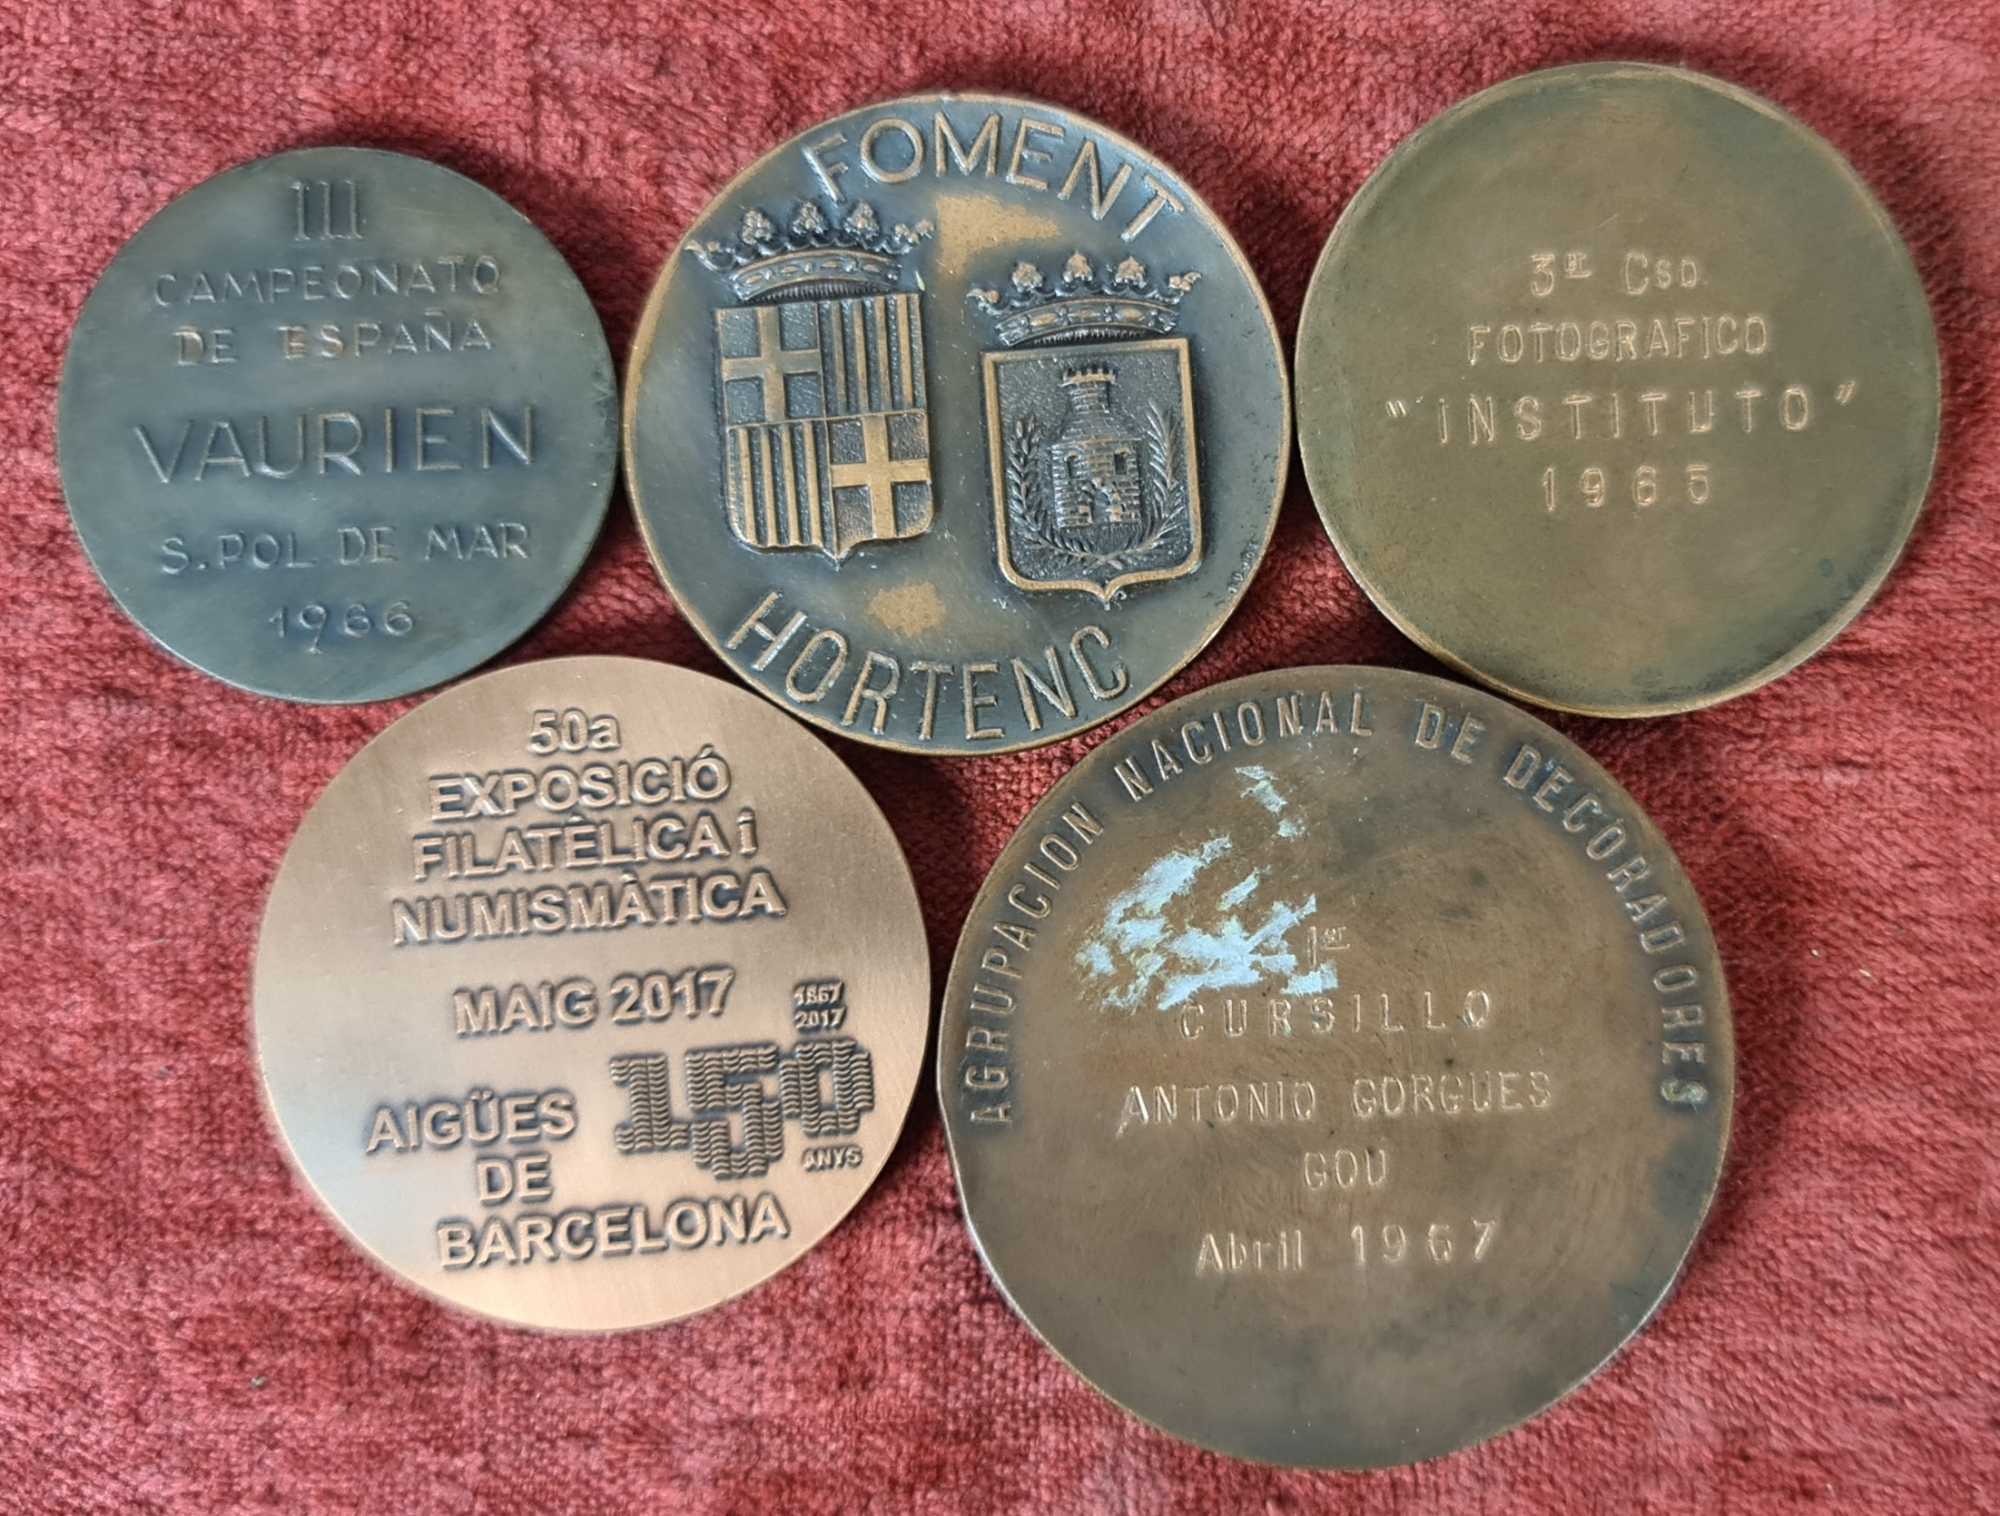 III
CAMPEONATO
DE ESPAÑA
VAURIEN
S. POL DE MAR
1966
FOMENT
HORTENC
3er Cso.
FOTOGRAFICO
"INSTITUTO"
1965
50a
EXPOSICIÓ
FILATÈLICA i
NUMISMÀTICA
MAIG 2017
1867
2017
150
ANYS
AIGÜES
DE
BARCELONA
AGRUPACION NACIONAL DE DECORADORES
1er
CURSILLO
ANTONIO GORGUES
GOU
Abril 1967